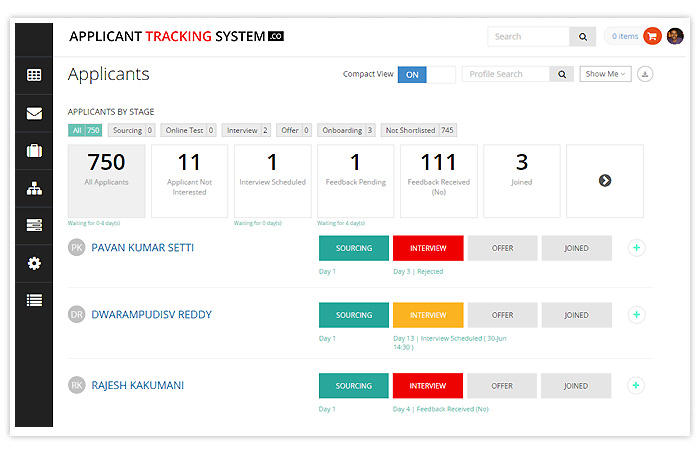 APPLICANT TRACKING SYSTEM .CO
Search
0 items
Applicants
Compact View ON
Profile Search
Show Me
APPLICANTS BY STAGE
All 750 Sourcing 0 Online Test 0 Interview 2 Offer 0 Onboarding 3 Not Shortlisted 745
750 11 1 1 111 3
All Applicants Applicant Not Interested Interview Scheduled Feedback Pending Feedback Received (No) Joined
Waiting for 0-4 day(s) Waiting for 0 day(s) Waiting for 4 day(s)
PK PAVAN KUMAR SETTI SOURCING INTERVIEW OFFER JOINED
Day 1 Day 3 | Rejected
DR DWARAMPUDISV REDDY SOURCING INTERVIEW OFFER JOINED
Day 1 Day 13 | Interview Scheduled ( 30-Jun
14:30 )
RK RAJESH KAKUMANI SOURCING INTERVIEW OFFER JOINED
Day 1 Day 4 | Feedback Received (No)